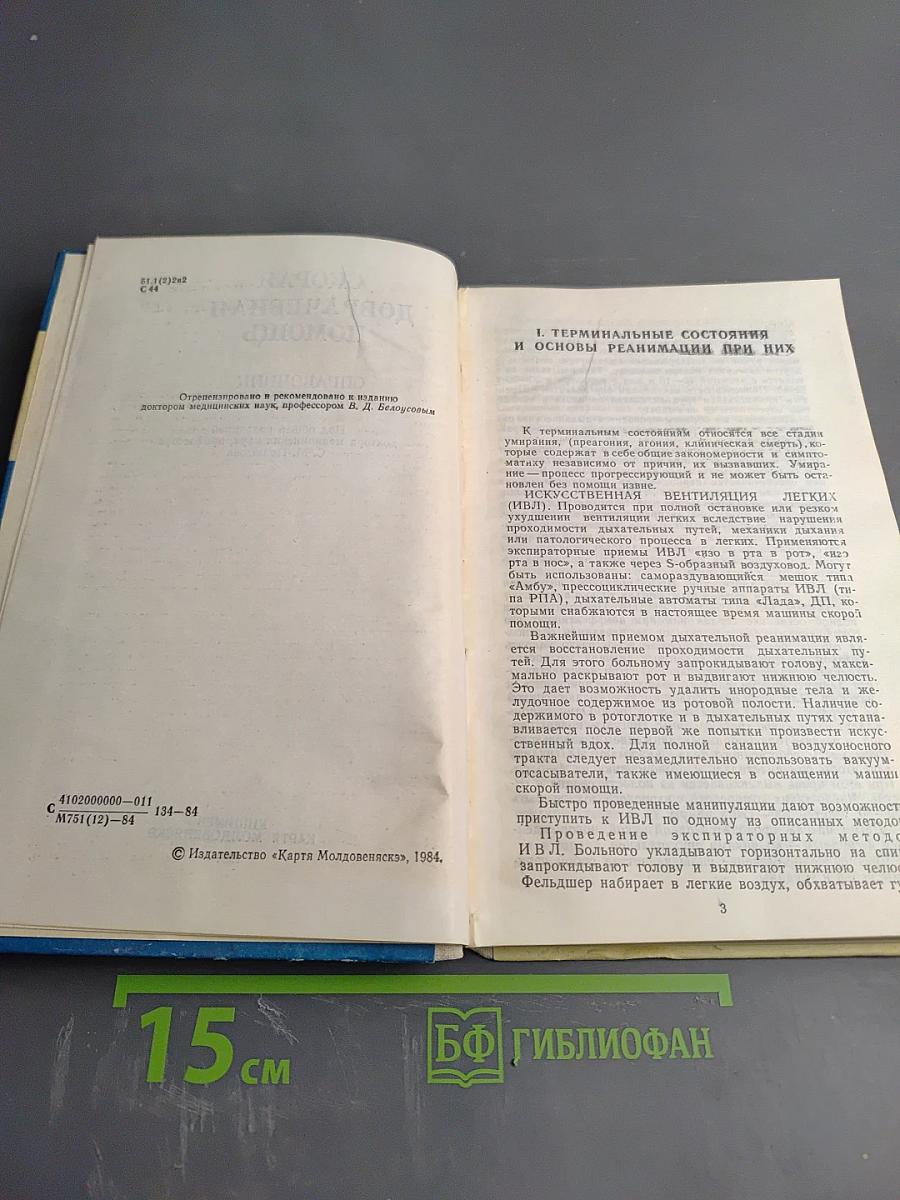 51.1(2)2я2
С 44
Отрецензировано и рекомендовано к изданию
доктором медицинских наук, профессором В. Д. Белоусовым
С 4102000000—011
М751(12)—84
134—84
© Издательство «Картя Молдовеняскэ», 1984.
I. ТЕРМИНАЛЬНЫЕ СОСТОЯНИЯ
И ОСНОВЫ РЕАНИМАЦИИ ПРИ НИХ
К терминальным состояниям относятся все стадии
умирания, (преагония, агония, клиническая смерть), ко-
торые содержат в себе общие закономерности и симпто-
матику независимо от причин, их вызвавших. Умира-
ние — процесс прогрессирующий и не может быть оста-
новлен без помощи извне.
ИСКУССТВЕННАЯ ВЕНТИЛЯЦИЯ ЛЕГКИХ
(ИВЛ). Проводится при полной остановке или резком
ухудшении вентиляции легких вследствие нарушения
проходимости дыхательных путей, механики дыхания
или патологического процесса в легких. Применяются
экспираторные приемы ИВЛ «изо в рта в рот», «изо
рта в нос», а также через S-образный воздуховод. Могут
быть использованы: самораздувающийся мешок типа
«Амбу», прессоциклические ручные аппараты ИВЛ (ти-
па РПА), дыхательные автоматы типа «Лада», ДП, ко-
торыми снабжаются в настоящее время машины скорой
помощи.
Важнейшим приемом дыхательной реанимации явля-
ется восстановление проходимости дыхательных пу-
тей. Для этого больному запрокидывают голову, макси-
мально раскрывают рот и выдвигают нижнюю челюсть.
Это дает возможность удалить инородные тела и же-
лудочное содержимое из ротовой полости. Наличие со-
держимого в ротоглотке и в дыхательных путях устана-
вливается после первой же попытки произвести искус-
ственный вдох. Для полной санации воздухоносного
тракта следует незамедлительно использовать вакуум-
отсасыватели, также имеющиеся в оснащении машин
скорой помощи.
Быстро проведенные манипуляции дают возможност
приступить к ИВЛ по одному из описанных методо
Проведение экспираторных методо
ИВЛ. Больного укладывают горизонтально на спи
запрокидывают голову и выдвигают нижнюю челюс
Фельдшер набирает в легкие воздух, обхватывает гу
3
15 см
БФ ГИБЛИОФАН